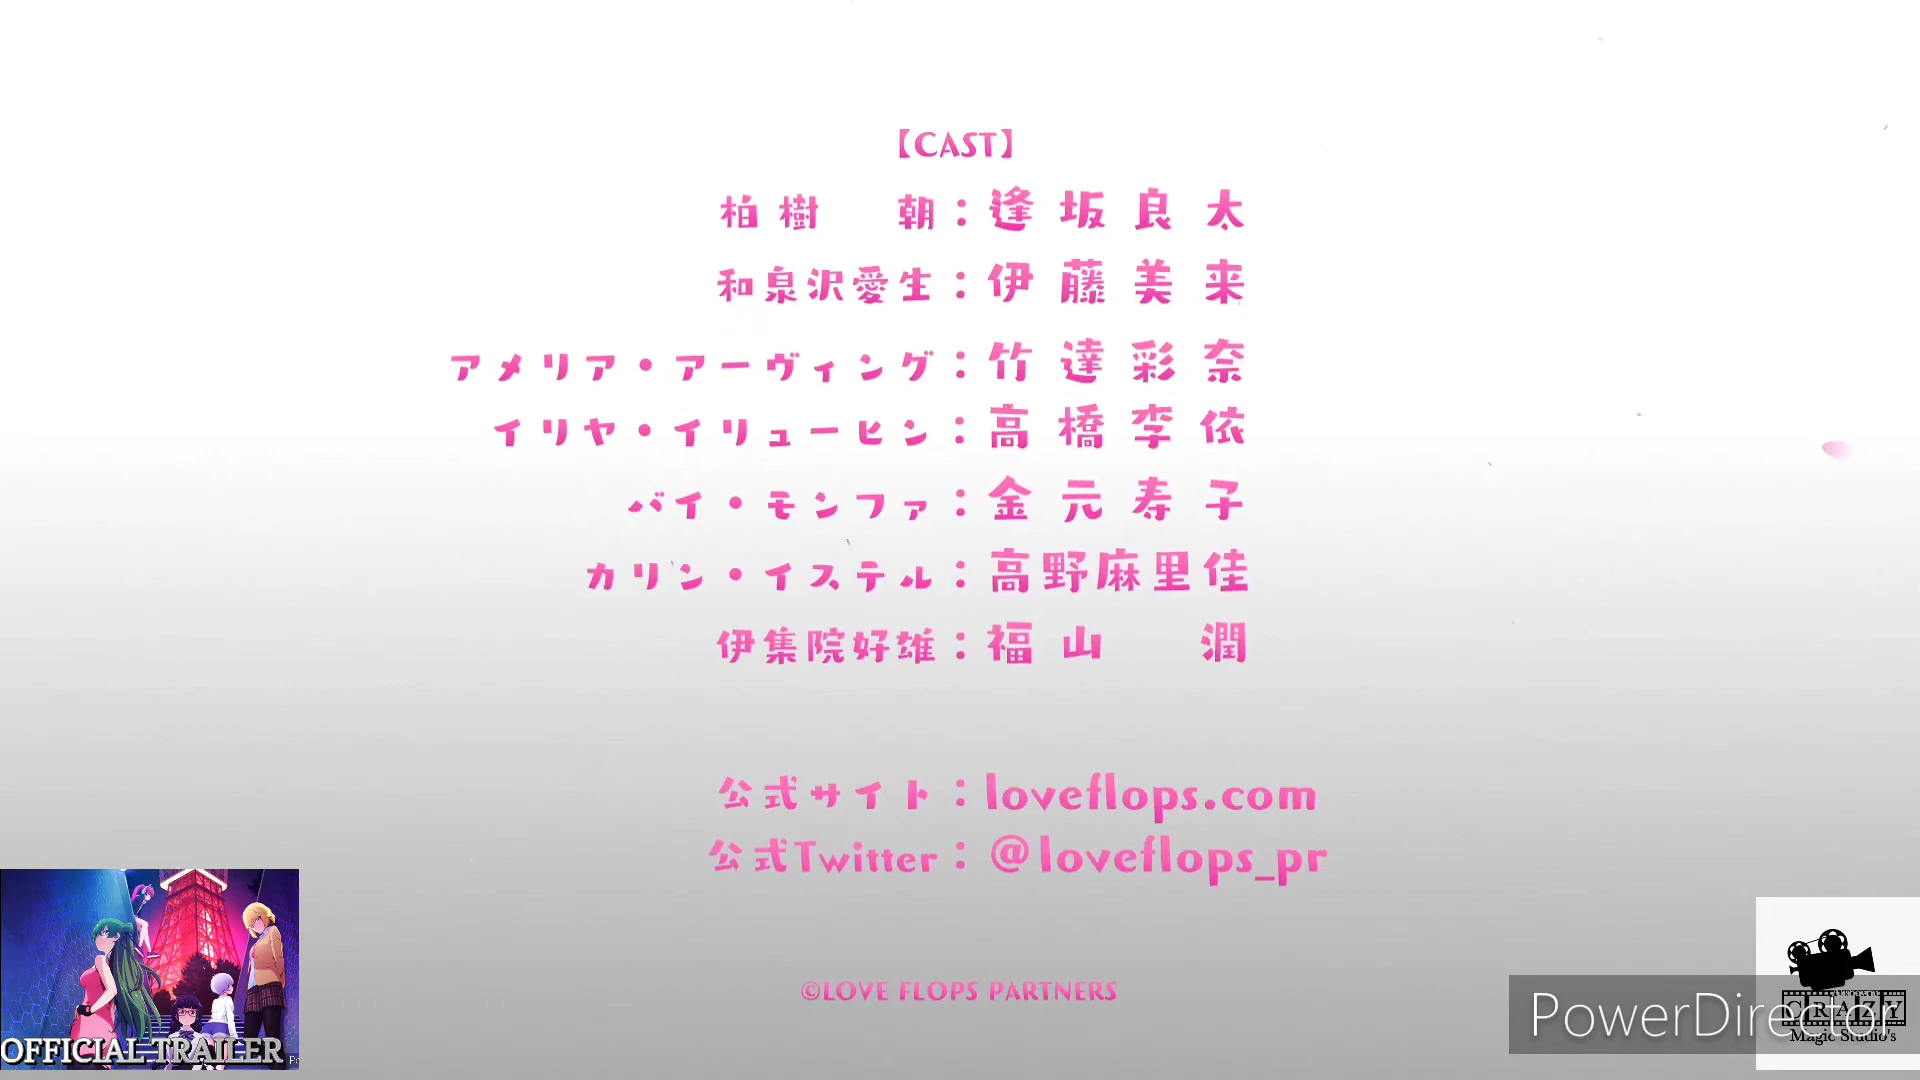 【CAST】
柏樹 朝：逢坂良太
和泉沢愛生：伊藤美来
アメリア・アーヴィング：竹達彩奈
イリヤ・イリューヒン：高橋李依
バイ・モンファ：金元寿子
カリン・イステル：高野麻里佳
伊集院好雄：福山 潤
公式サイト：loveflops.com
公式Twitter：@loveflops_pr
©LOVE FLOPS PARTNERS
OFFICIAL TRAILER
PowerDirector
CRAZY
Magic Studio's